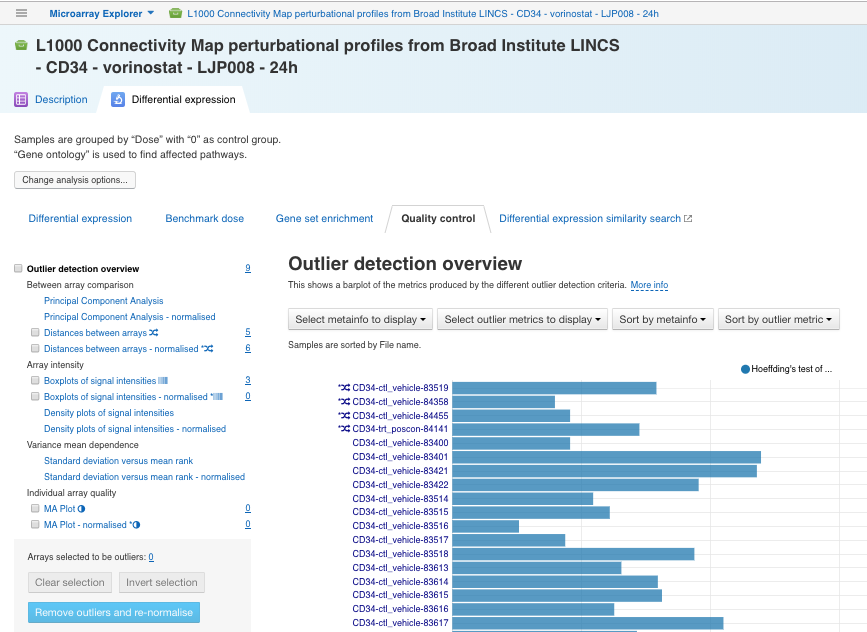 Microarray Explorer
L1000 Connectivity Map perturbational profiles from Broad Institute LINCS - CD34 - vorinostat - LJP008 - 24h
L1000 Connectivity Map perturbational profiles from Broad Institute LINCS
- CD34 - vorinostat - LJP008 - 24h
Description
Differential expression
Samples are grouped by “Dose” with “0” as control group.
“Gene ontology” is used to find affected pathways.
Change analysis options...
Differential expression
Benchmark dose
Gene set enrichment
Quality control
Differential expression similarity search
Outlier detection overview 9
Between array comparison
Principal Component Analysis
Principal Component Analysis - normalised
Distances between arrays 5
Distances between arrays - normalised * 6
Array intensity
Boxplots of signal intensities 3
Boxplots of signal intensities - normalised * 0
Density plots of signal intensities
Density plots of signal intensities - normalised
Variance mean dependence
Standard deviation versus mean rank
Standard deviation versus mean rank - normalised
Individual array quality
MA Plot 0
MA Plot - normalised * 0
Arrays selected to be outliers: 0
Clear selection
Invert selection
Remove outliers and re-normalise
Outlier detection overview
This shows a barplot of the metrics produced by the different outlier detection criteria. More info
Select metainfo to display
Select outlier metrics to display
Sort by metainfo
Sort by outlier metric
Samples are sorted by File name.
Hoeffding's test of ...
* CD34-ctl_vehicle-83519
* CD34-ctl_vehicle-84358
* CD34-ctl_vehicle-84455
* CD34-trt_poscon-84141
CD34-ctl_vehicle-83400
CD34-ctl_vehicle-83401
CD34-ctl_vehicle-83421
CD34-ctl_vehicle-83422
CD34-ctl_vehicle-83514
CD34-ctl_vehicle-83515
CD34-ctl_vehicle-83516
CD34-ctl_vehicle-83517
CD34-ctl_vehicle-83518
CD34-ctl_vehicle-83613
CD34-ctl_vehicle-83614
CD34-ctl_vehicle-83615
CD34-ctl_vehicle-83616
CD34-ctl_vehicle-83617